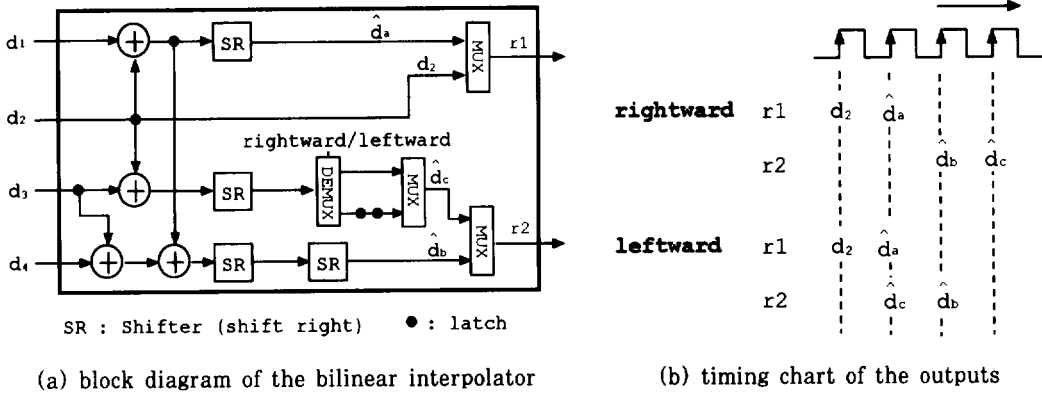 d1
d2
d3
d4
+
+
+
+
SR
SR
SR
SR
d̂a
d2
MUX
r1
rightward/leftward
DEMUX
MUX
d̂c
d̂b
MUX
r2
SR : Shifter (shift right) ● : latch
(a) block diagram of the bilinear interpolator
rightward r1 d2 d̂a
r2 d̂b d̂c
leftward r1 d2 d̂a
r2 d̂c d̂b
(b) timing chart of the outputs